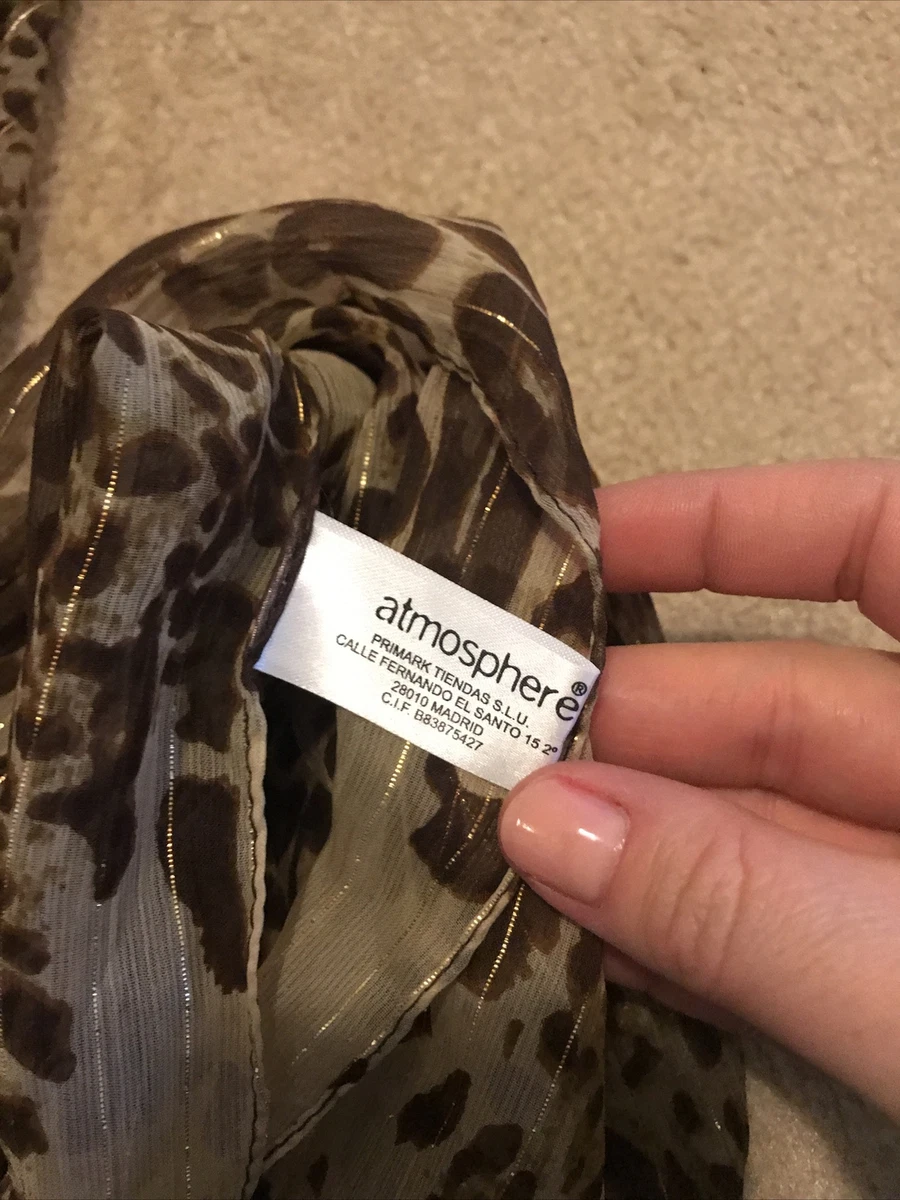 atmosphere®
PRIMARK TIENDAS S.L.U.
CALLE FERNANDO EL SANTO 15 2º
28010 MADRID
C.I.F. B83875427